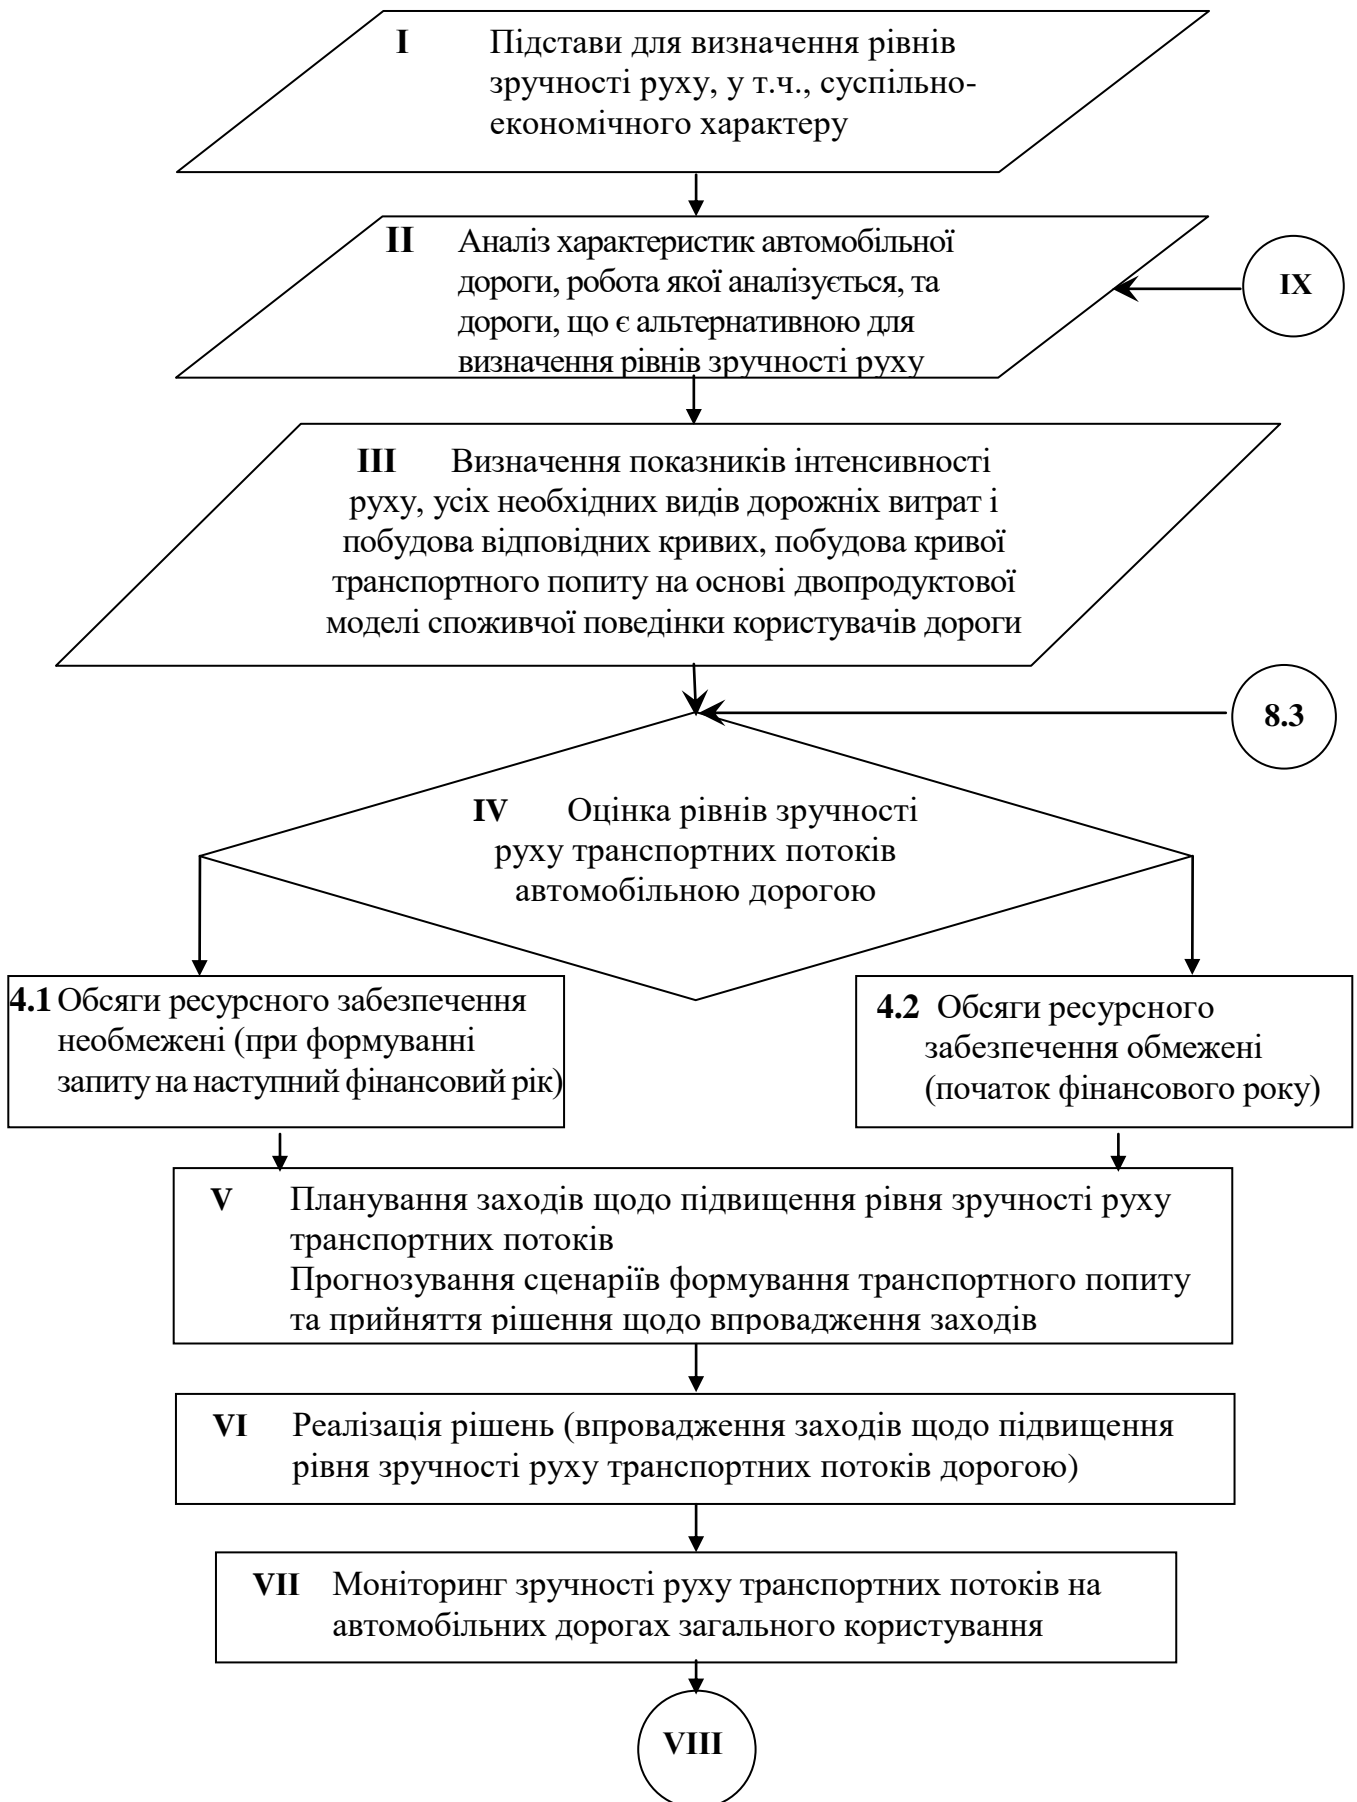 I Підстави для визначення рівнів
зручності руху, у т.ч., суспільно-
економічного характеру
II Аналіз характеристик автомобільної
дороги, робота якої аналізується, та
дороги, що є альтернативною для
визначення рівнів зручності руху
IX
III Визначення показників інтенсивності
руху, усіх необхідних видів дорожніх витрат і
побудова відповідних кривих, побудова кривої
транспортного попиту на основі двопродуктової
моделі споживчої поведінки користувачів дороги
8.3
IV Оцінка рівнів зручності
руху транспортних потоків
автомобільною дорогою
4.1 Обсяги ресурсного забезпечення
необмежені (при формуванні
запиту на наступний фінансовий рік)
4.2 Обсяги ресурсного
забезпечення обмежені
(початок фінансового року)
V Планування заходів щодо підвищення рівня зручності руху
транспортних потоків
Прогнозування сценаріїв формування транспортного попиту
та прийняття рішення щодо впровадження заходів
VI Реалізація рішень (впровадження заходів щодо підвищення
рівня зручності руху транспортних потоків дорогою)
VII Моніторинг зручності руху транспортних потоків на
автомобільних дорогах загального користування
VIII